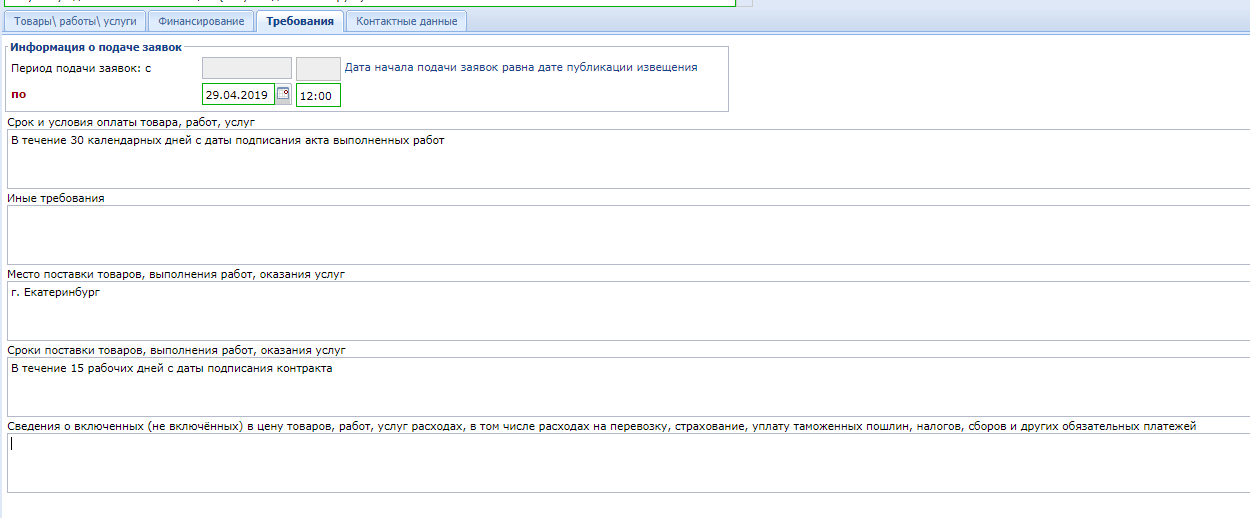 Товары\ работы\ услуги Финансирование Требования Контактные данные
Информация о подаче заявок
Период подачи заявок: с Дата начала подачи заявок равна дате публикации извещения
по 29.04.2019 12:00
Срок и условия оплаты товара, работ, услуг
В течение 30 календарных дней с даты подписания акта выполненных работ
Иные требования
Место поставки товаров, выполнения работ, оказания услуг
г. Екатеринбург
Сроки поставки товаров, выполнения работ, оказания услуг
В течение 15 рабочих дней с даты подписания контракта
Сведения о включенных (не включённых) в цену товаров, работ, услуг расходах, в том числе расходах на перевозку, страхование, уплату таможенных пошлин, налогов, сборов и других обязательных платежей